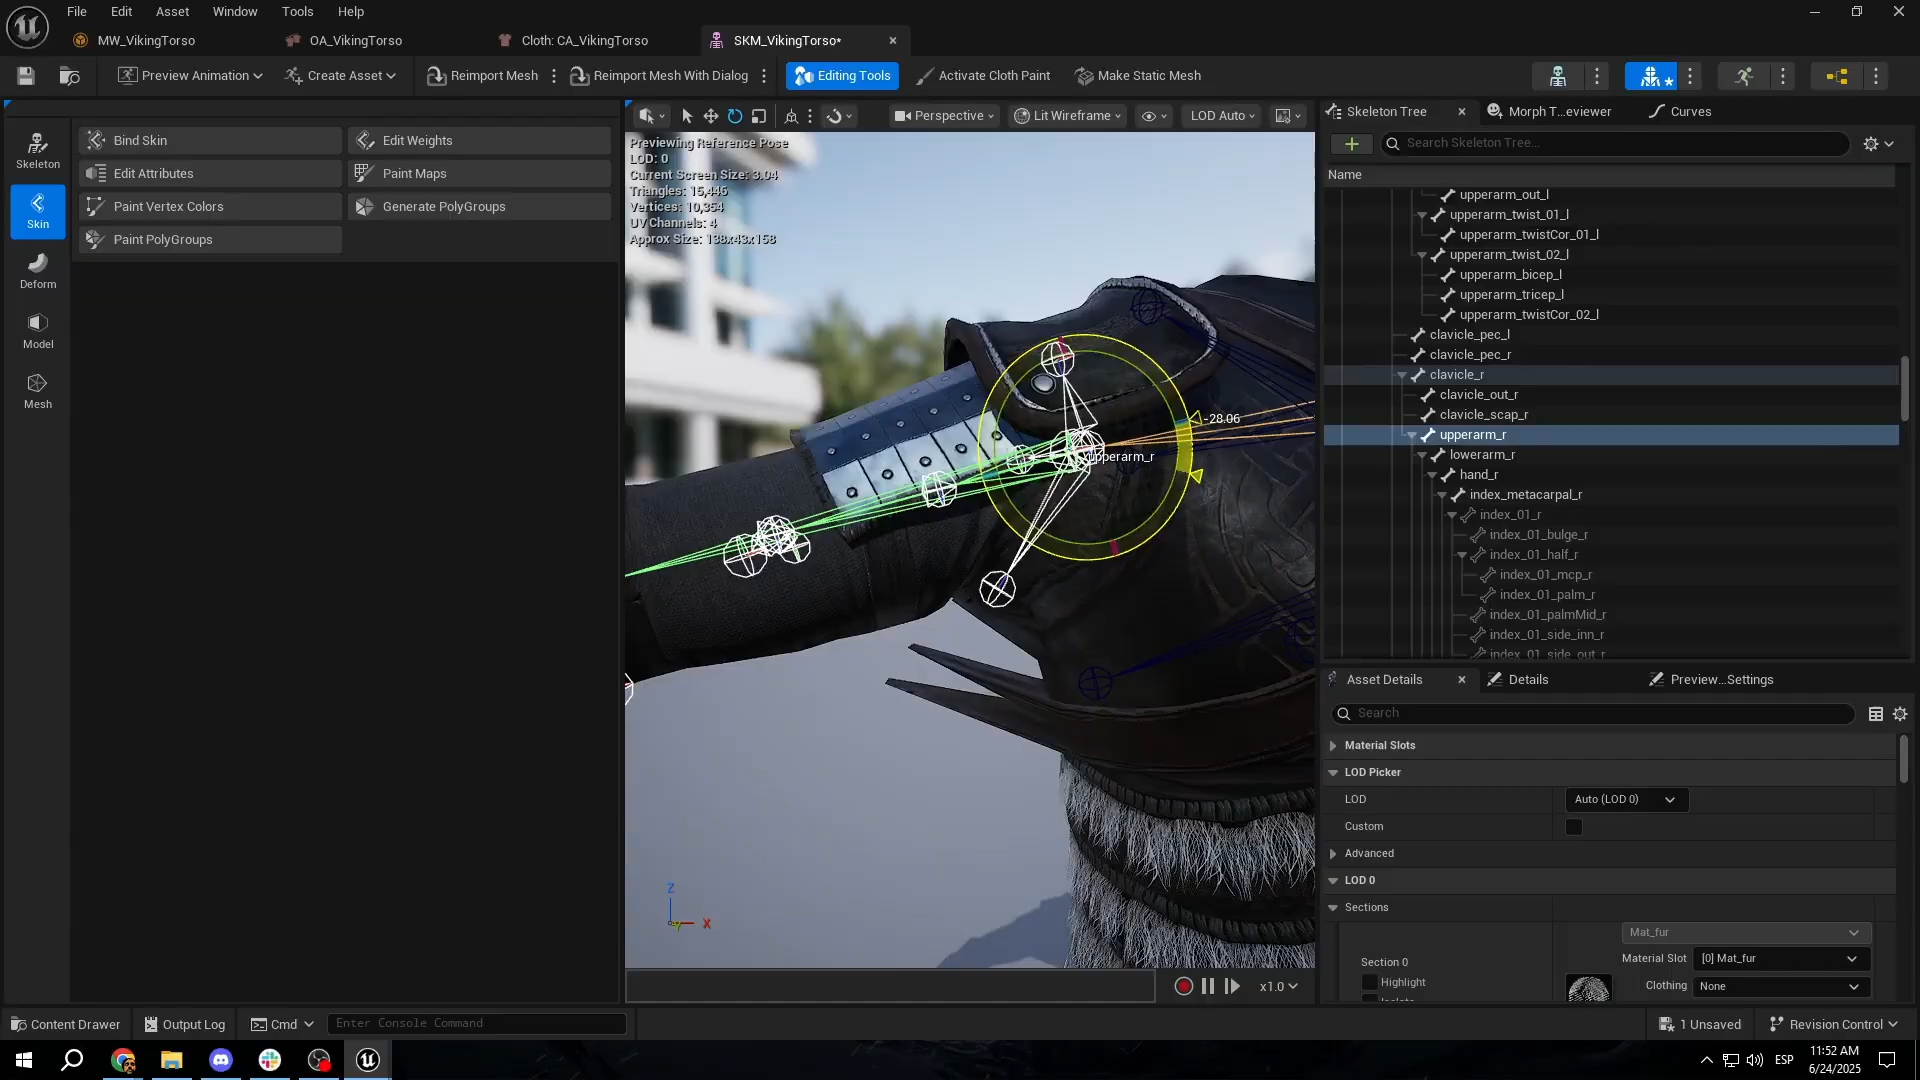 File Edit Asset Window Tools Help
MW_VikingTorso OA_VikingTorso Cloth: CA_VikingTorso SKM_VikingTorso*
Preview Animation Create Asset Reimport Mesh Reimport Mesh With Dialog Editing Tools Activate Cloth Paint Make Static Mesh
Skeleton
Skin
Deform
Model
Mesh
Bind Skin Edit Weights
Edit Attributes Paint Maps
Paint Vertex Colors Generate PolyGroups
Paint PolyGroups
Perspective Lit Wireframe LOD Auto
Previewing Reference Pose
LOD: 0
Current Screen Size: 3.04
Triangles: 15,446
Vertices: 10,354
UV Channels: 4
Approx Size: 138x43x158
-28.06
upperarm_r
Z
X
x1.0
Skeleton Tree Morph T...eviewer Curves
Search Skeleton Tree...
Name
upperarm_out_l
upperarm_twist_01_l
upperarm_twistCor_01_l
upperarm_twist_02_l
upperarm_bicep_l
upperarm_tricep_l
upperarm_twistCor_02_l
clavicle_pec_l
clavicle_pec_r
clavicle_r
clavicle_out_r
clavicle_scap_r
upperarm_r
lowerarm_r
hand_r
index_metacarpal_r
index_01_r
index_01_bulge_r
index_01_half_r
index_01_mcp_r
index_01_palm_r
index_01_palmMid_r
index_01_side_inn_r
index_01_side_out_r
Asset Details Details Preview...Settings
Search
Material Slots
LOD Picker
LOD Auto (LOD 0)
Custom
Advanced
LOD 0
Sections
Mat_fur
Section 0 Material Slot [0] Mat_fur
Highlight Clothing None
Isolate
Content Drawer Output Log Cmd Enter Console Command 1 Unsaved Revision Control
ESP 11:52 AM
6/24/2025